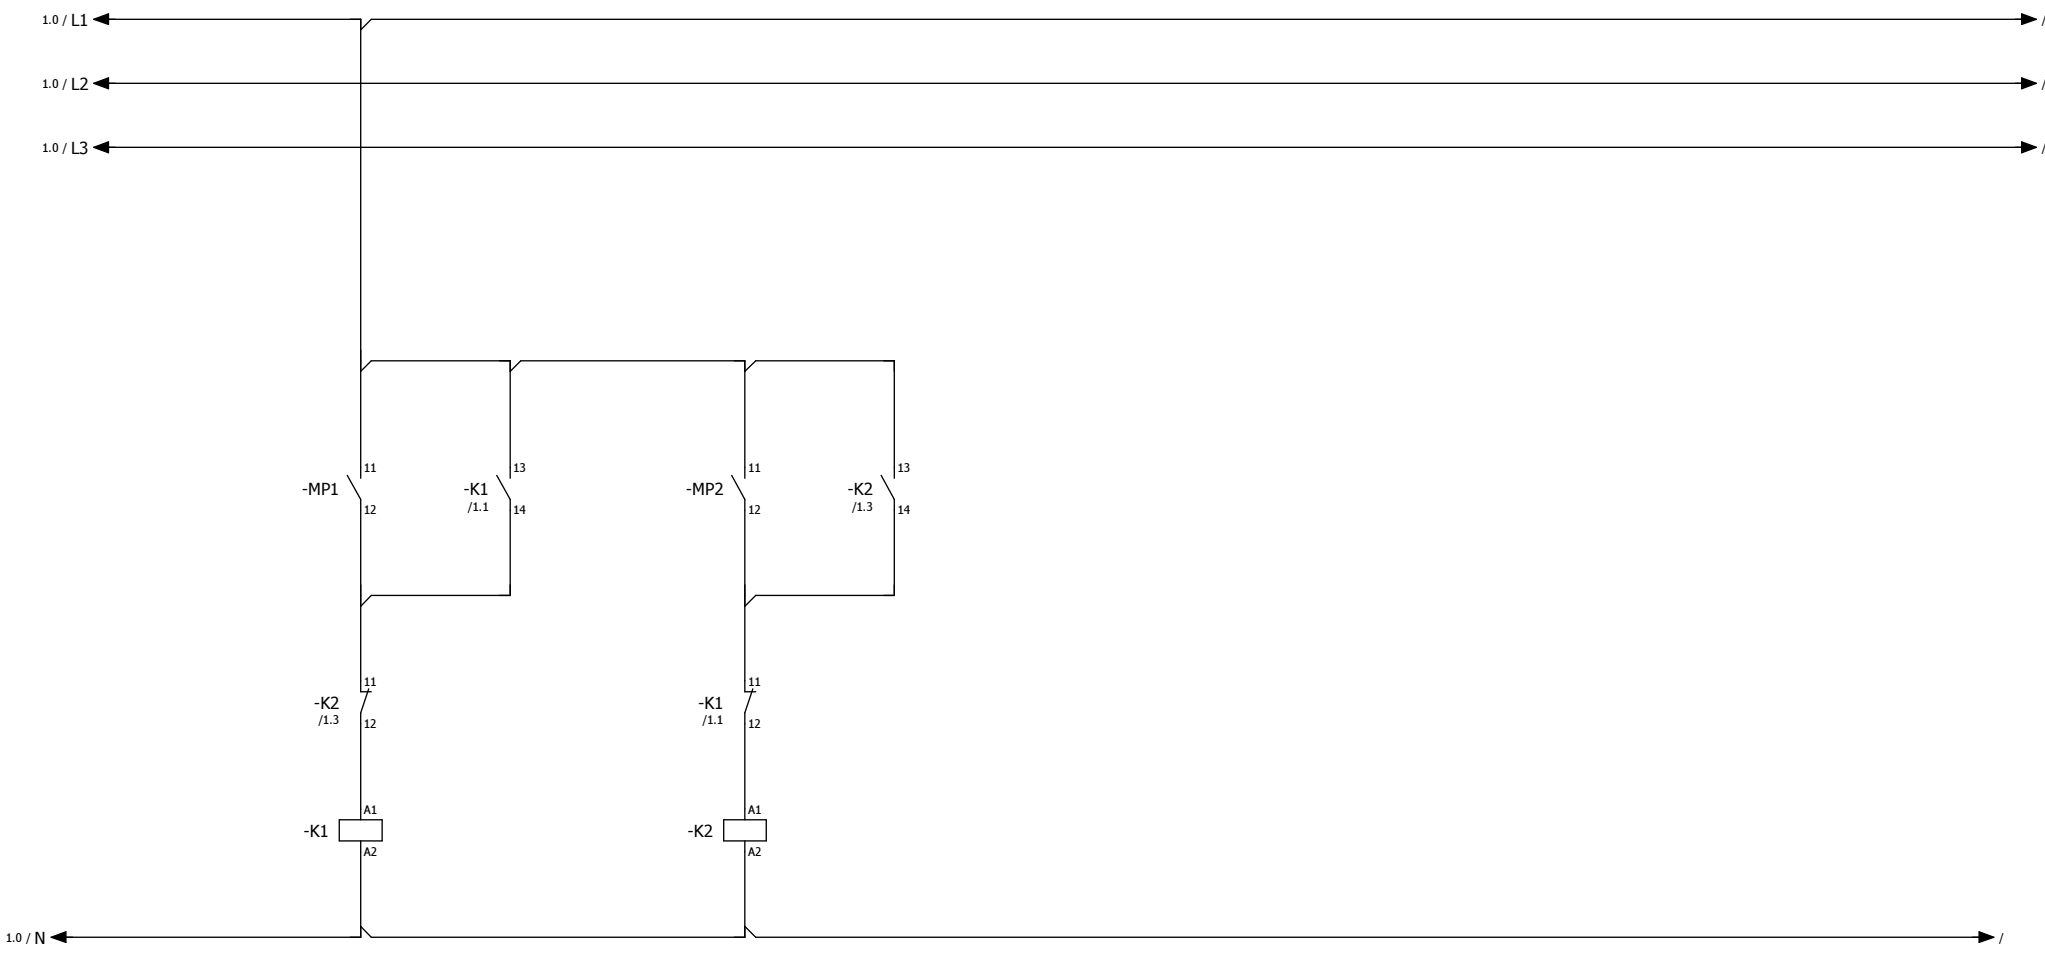 1.0 / L1 /
1.0 / L2 /
1.0 / L3 /
11 13 11 13
-MP1 -K1 -MP2 -K2
/1.1 /1.3
12 14 12 14
11 11
-K2 -K1
/1.3 /1.1
12 12
A1 A1
-K1 -K2
A2 A2
1.0 / N /